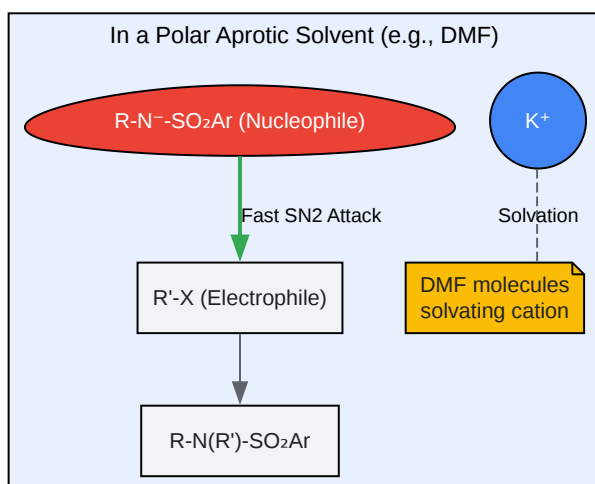 In a Polar Aprotic Solvent (e.g., DMF)
R-N⁻-SO₂Ar (Nucleophile)
K⁺
Fast SN2 Attack
Solvation
R'-X (Electrophile)
DMF molecules
solvating cation
R-N(R')-SO₂Ar